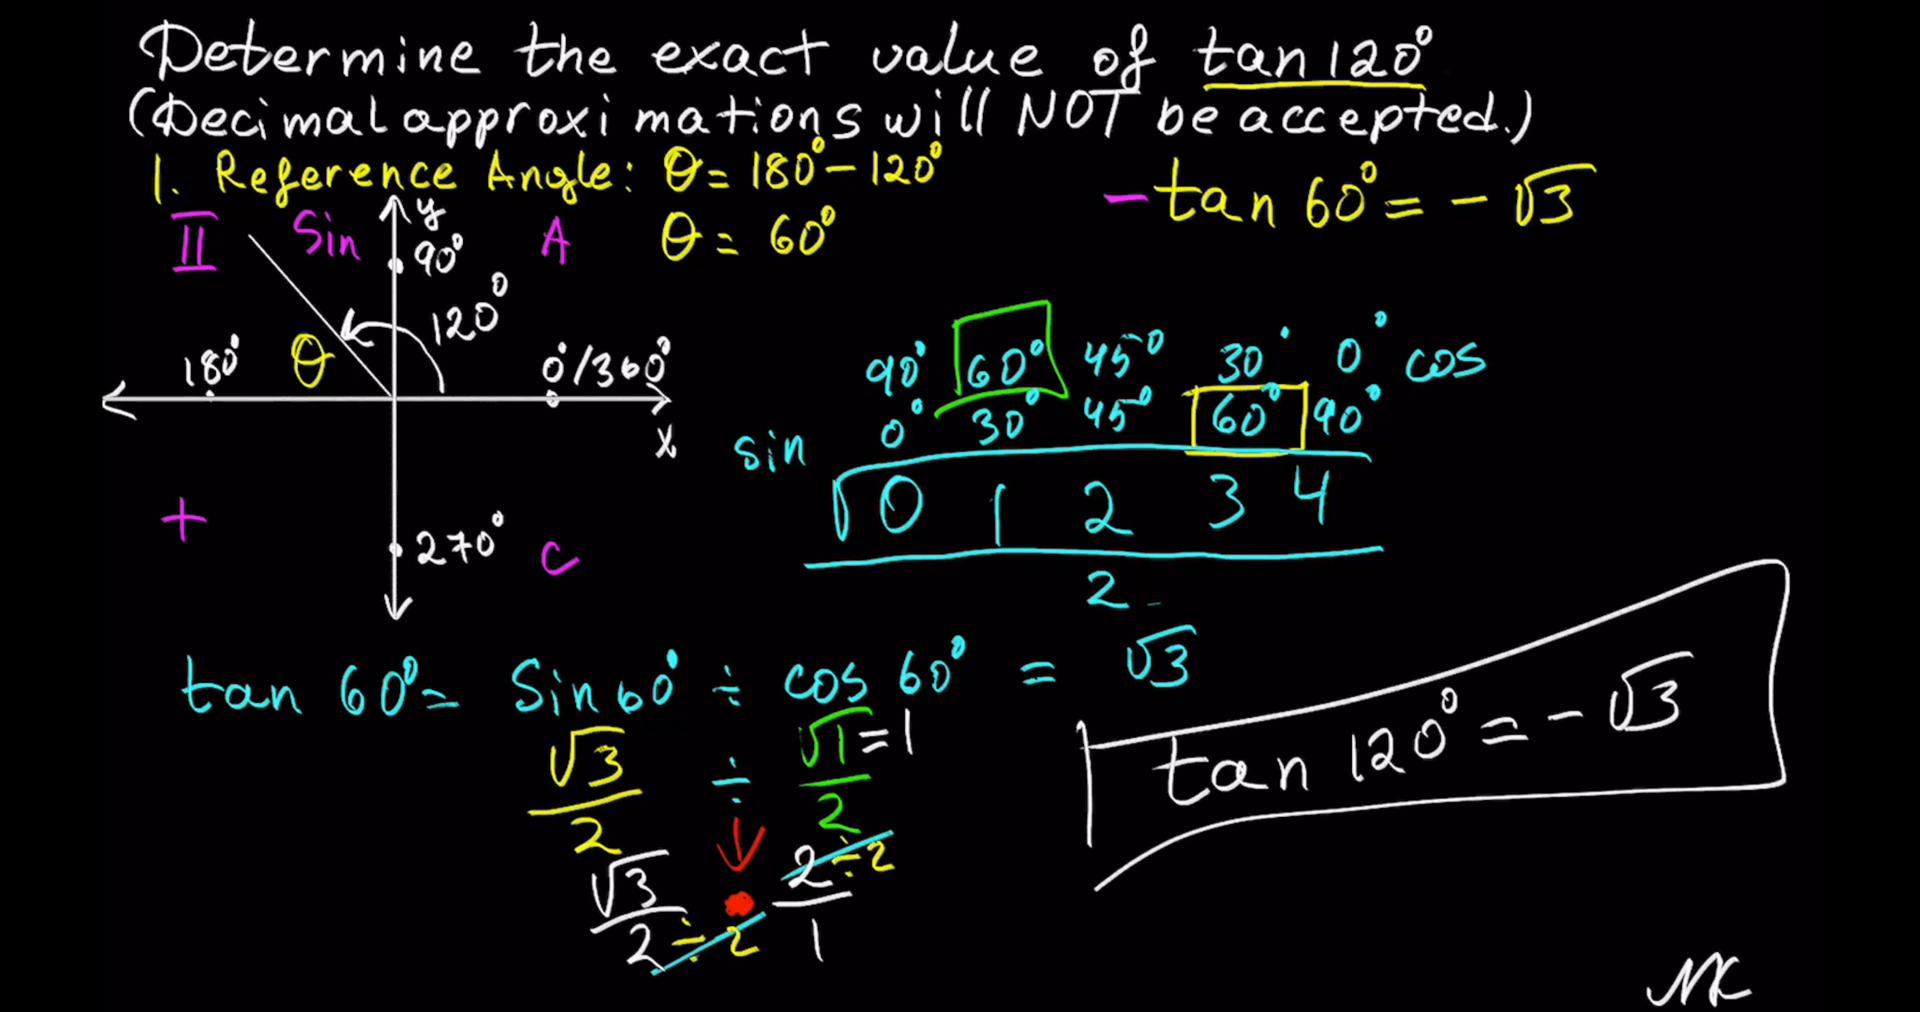 Determine the exact value of tan 120°
(Decimal approximations will NOT be accepted.)
1. Reference Angle: θ = 180° - 120°
θ = 60°
-tan 60° = -√3
II Sin y A
90°
120°
180° θ 0°/360°
x
+
270° C
90° 60° 45° 30° 0° cos
sin 0° 30° 45° 60° 90°
√0 1 2 3 4
2
tan 60° = Sin 60° ÷ cos 60° = √3
√3/2 ÷ √1/2 = 1
√3/2 ÷ 2 • 2/1 ÷ 2
tan 120° = -√3
NK